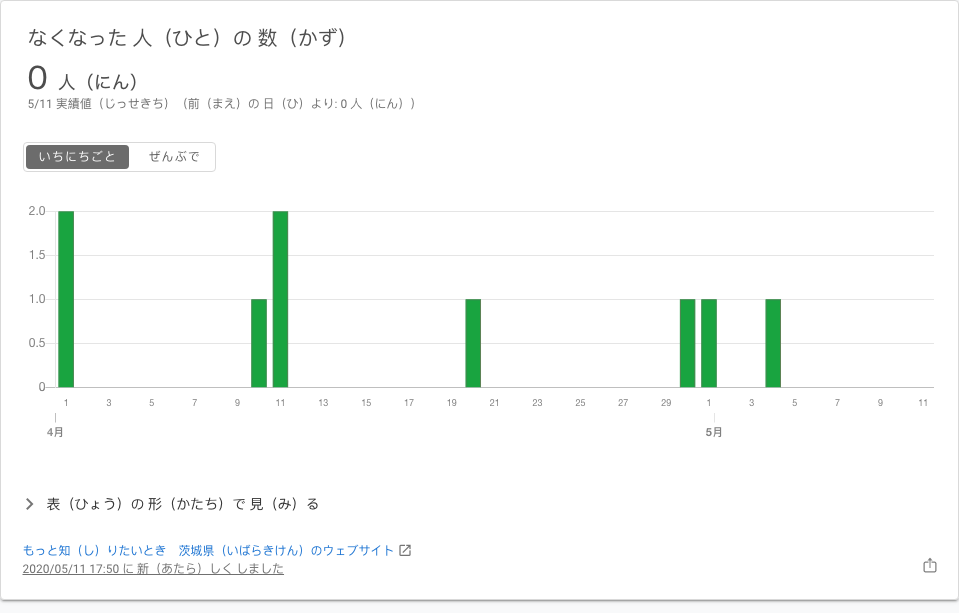 なくなった 人（ひと）の 数（かず）
0 人（にん）
5/11 実績値（じっせきち）（前（まえ）の 日（ひ）より: 0 人（にん））
いちにちごと ぜんぶで
2.0
1.5
1.0
0.5
0
1 3 5 7 9 11 13 15 17 19 21 23 25 27 29 1 3 5 7 9 11
4月 5月
表（ひょう）の 形（かたち）で 見（み）る
もっと知（し）りたいとき　茨城県（いばらきけん）のウェブサイト
2020/05/11 17:50 に 新（あたら）しく しました